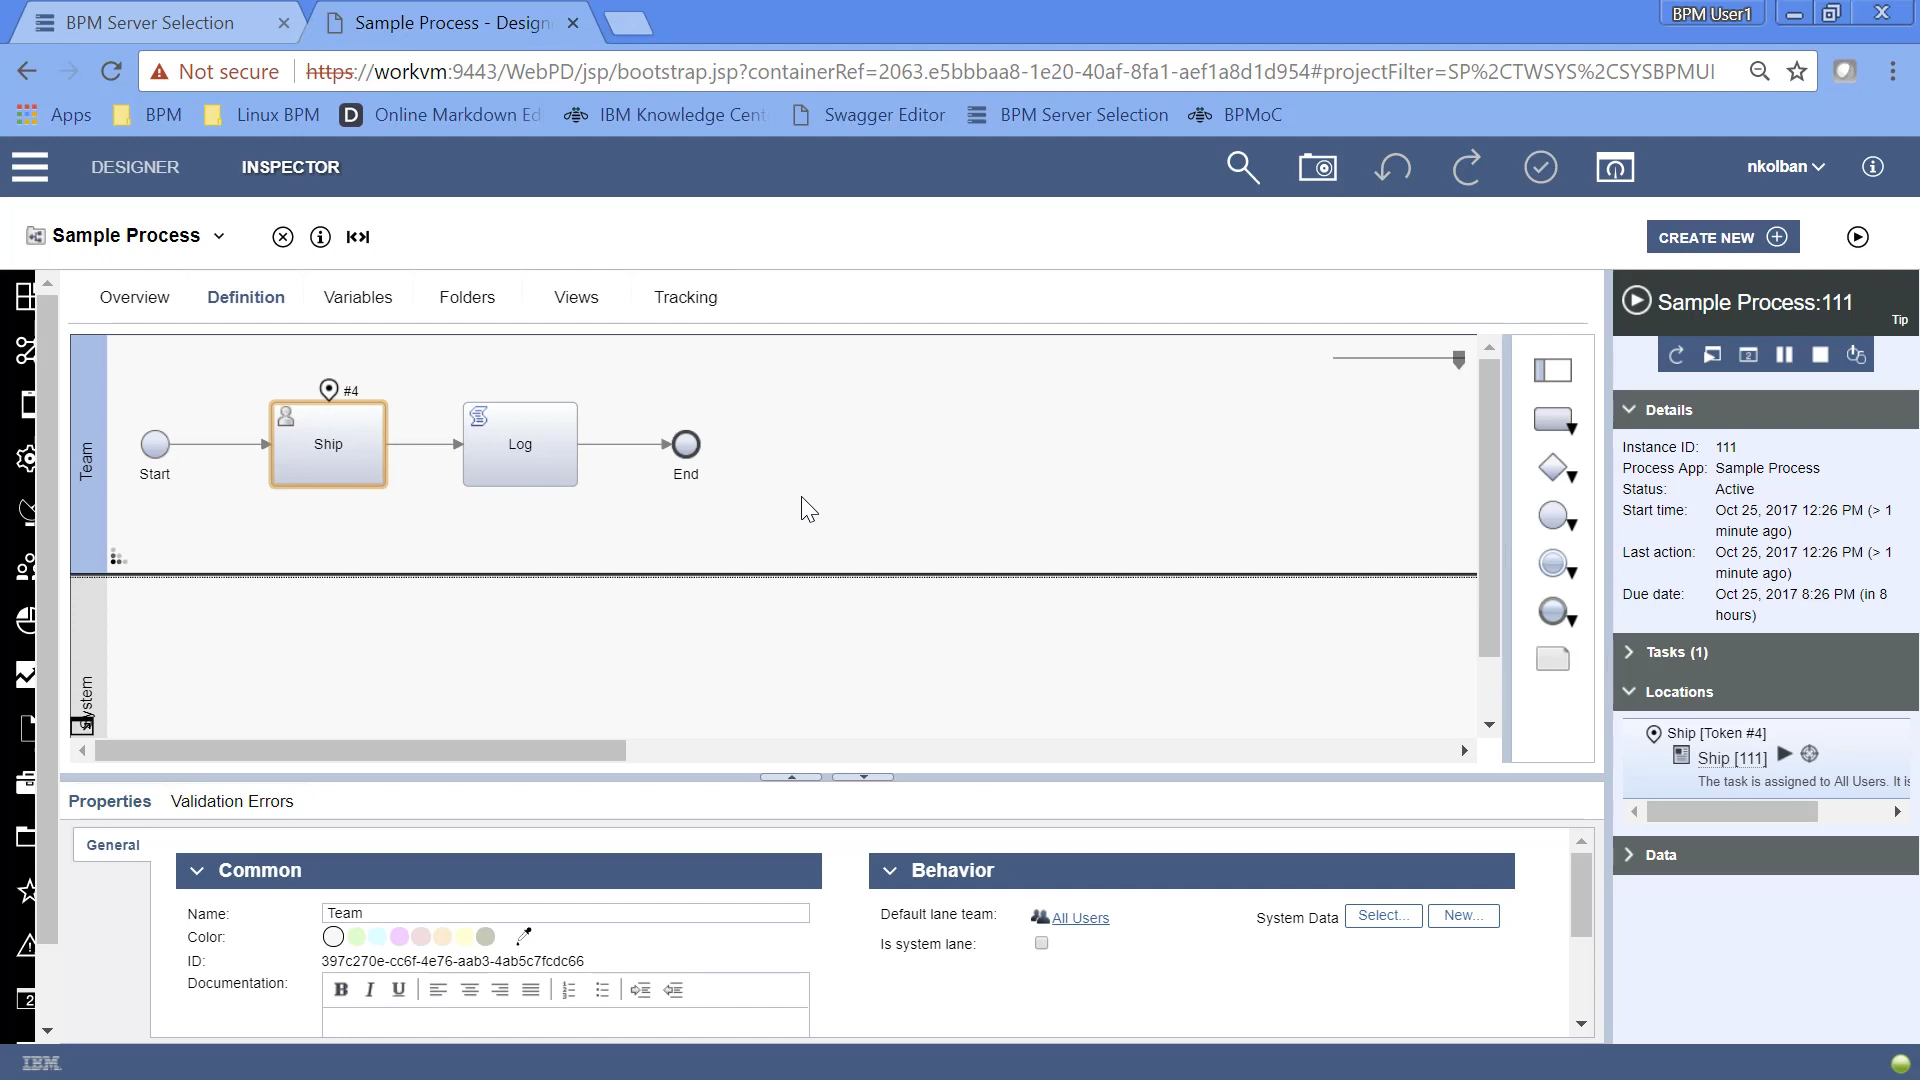 BPM Server Selection
Sample Process - Design
BPM User1
Not secure
https://workvm:9443/WebPD/jsp/bootstrap.jsp?containerRef=2063.e5bbbaa8-1e20-40af-8fa1-aef1a8d1d954#projectFilter=SP%2CTWSYS%2CSYSBPMUI
Apps
BPM
Linux BPM
D Online Markdown Ed
IBM Knowledge Cent
Swagger Editor
BPM Server Selection
BPMoC
DESIGNER
INSPECTOR
nkolban
Sample Process
CREATE NEW
Overview
Definition
Variables
Folders
Views
Tracking
Team
#4
Start
Ship
Log
End
System
Sample Process:111
Tip
Details
Instance ID: 111
Process App: Sample Process
Status: Active
Start time: Oct 25, 2017 12:26 PM (> 1
minute ago)
Last action: Oct 25, 2017 12:26 PM (> 1
minute ago)
Due date: Oct 25, 2017 8:26 PM (in 8
hours)
Tasks (1)
Locations
Ship [Token #4]
Ship [111]
The task is assigned to All Users. It is
Data
Properties
Validation Errors
General
Common
Name: Team
Color:
ID: 397c270e-cc6f-4e76-aab3-4ab5c7fcdc66
Documentation:
B I U
Behavior
Default lane team: All Users
System Data Select... New...
Is system lane:
IBM